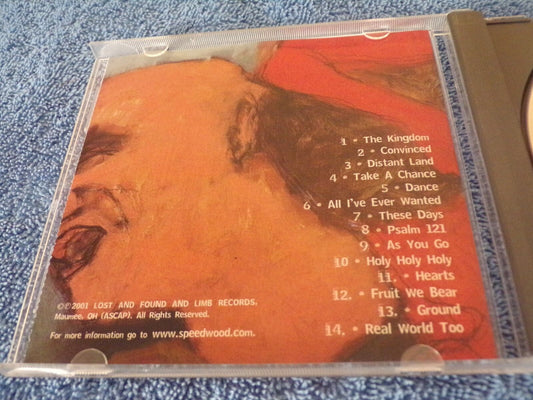 1 • The Kingdom
2 • Convinced
3 • Distant Land
4 • Take A Chance
5 • Dance
6 • All I've Ever Wanted
7 • These Days
8 • Psalm 121
9 • As You Go
10 • Holy Holy Holy
11. • Hearts
12. • Fruit We Bear
13. • Ground
14. • Real World Too
©℗2001 LOST AND FOUND AND LIMB RECORDS.
Maumee, OH (ASCAP). All Rights Reserved.
For more information go to www.speedwood.com.